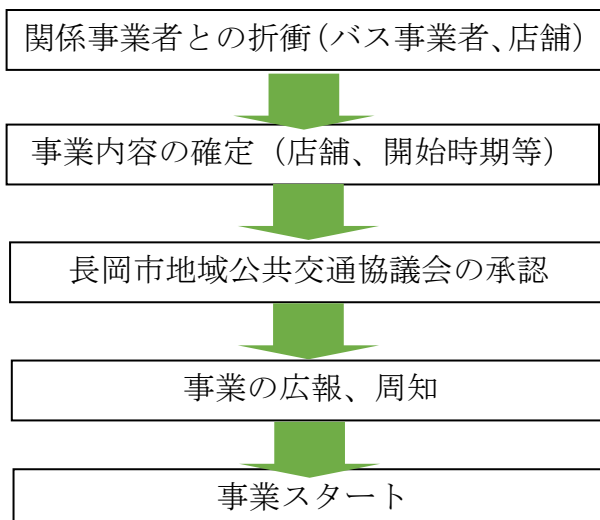 関係事業者との折衝（バス事業者、店舗）
事業内容の確定（店舗、開始時期等）
長岡市地域公共交通協議会の承認
事業の広報、周知
事業スタート